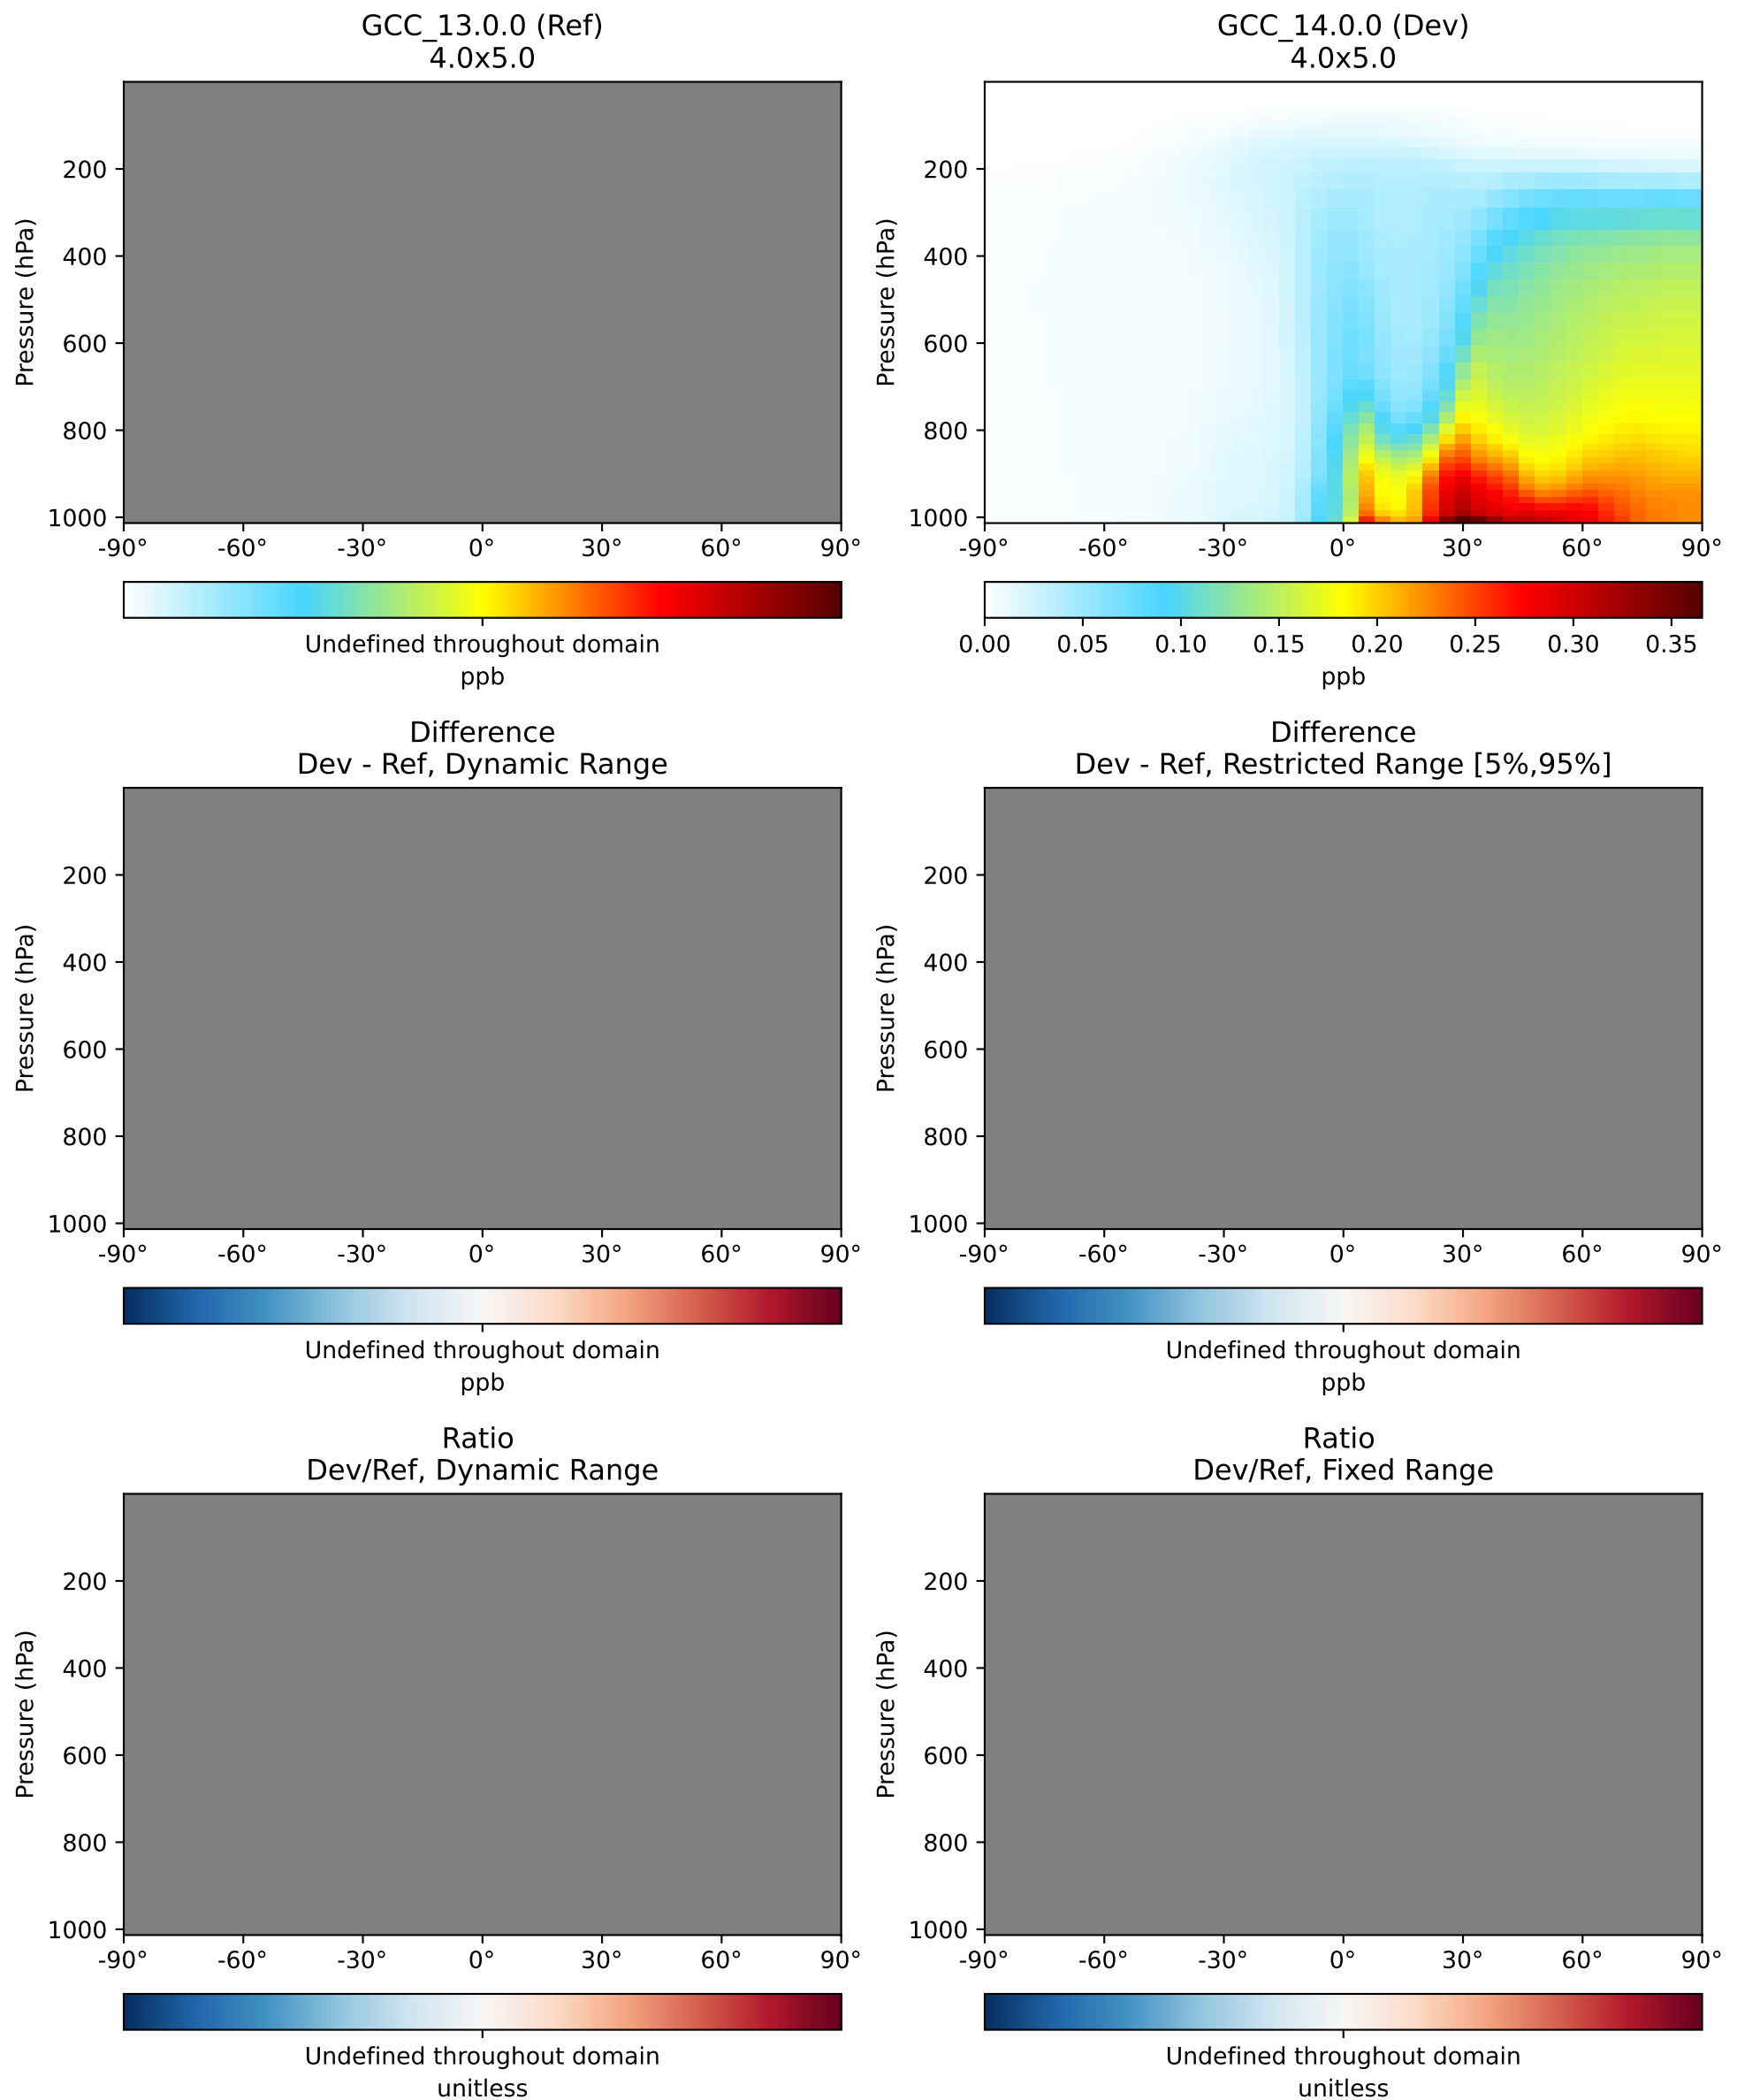 GCC_13.0.0 (Ref)
4.0x5.0
Pressure (hPa)
200
400
600
800
1000
-90° -60° -30° 0° 30° 60° 90°
Undefined throughout domain
ppb
GCC_14.0.0 (Dev)
4.0x5.0
Pressure (hPa)
200
400
600
800
1000
-90° -60° -30° 0° 30° 60° 90°
0.00 0.05 0.10 0.15 0.20 0.25 0.30 0.35
ppb
Difference
Dev - Ref, Dynamic Range
Pressure (hPa)
200
400
600
800
1000
-90° -60° -30° 0° 30° 60° 90°
Undefined throughout domain
ppb
Difference
Dev - Ref, Restricted Range [5%,95%]
Pressure (hPa)
200
400
600
800
1000
-90° -60° -30° 0° 30° 60° 90°
Undefined throughout domain
ppb
Ratio
Dev/Ref, Dynamic Range
Pressure (hPa)
200
400
600
800
1000
-90° -60° -30° 0° 30° 60° 90°
Undefined throughout domain
unitless
Ratio
Dev/Ref, Fixed Range
Pressure (hPa)
200
400
600
800
1000
-90° -60° -30° 0° 30° 60° 90°
Undefined throughout domain
unitless